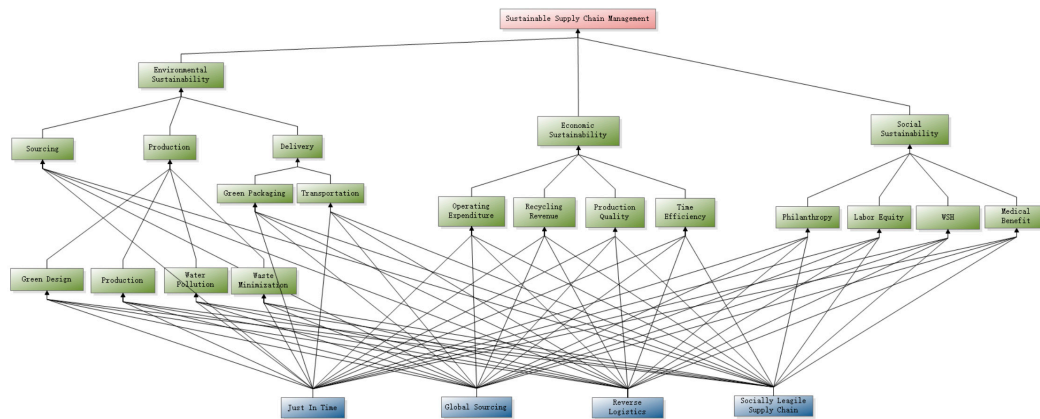 Sustainable Supply Chain Management
Environmental
Sustainability
Economic
Sustainability
Social
Sustainability
Sourcing
Production
Delivery
Green Packaging
Transportation
Operating
Expenditure
Recycling
Revenue
Production
Quality
Time
Efficiency
Philanthropy
Labor Equity
WSH
Medical
Benefit
Green Design
Production
Water
Pollution
Waste
Minimization
Just In Time
Global Sourcing
Reverse
Logistics
Socially Leagile
Supply Chain